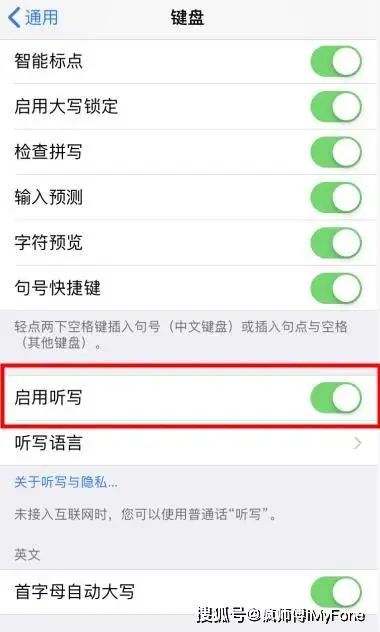 通用
键盘
智能标点
启用大写锁定
检查拼写
输入预测
字符预览
句号快捷键
轻点两下空格键插入句号（中文键盘）或插入句点与空格
（其他键盘）。
启用听写
听写语言
关于听写与隐私...
未接入互联网时，您可以使用普通话“听写”。
英文
首字母自动大写
搜狐号@疯师傅iMyFone